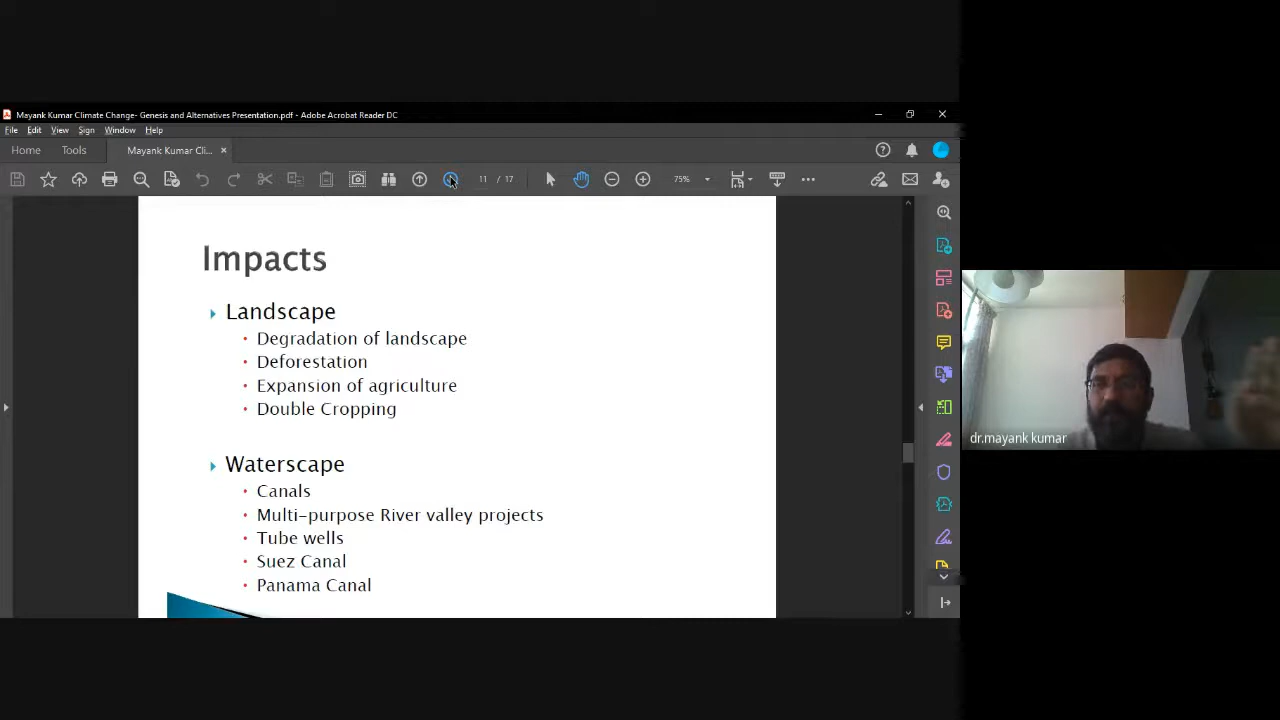 Mayank Kumar Climate Change- Genesis and Alternatives Presentation.pdf - Adobe Acrobat Reader DC
File Edit View Sign Window Help
Home Tools Mayank Kumar Cli... ×
11 / 17 75%
Impacts
Landscape
• Degradation of landscape
• Deforestation
• Expansion of agriculture
• Double Cropping
Waterscape
• Canals
• Multi-purpose River valley projects
• Tube wells
• Suez Canal
• Panama Canal
dr.mayank kumar